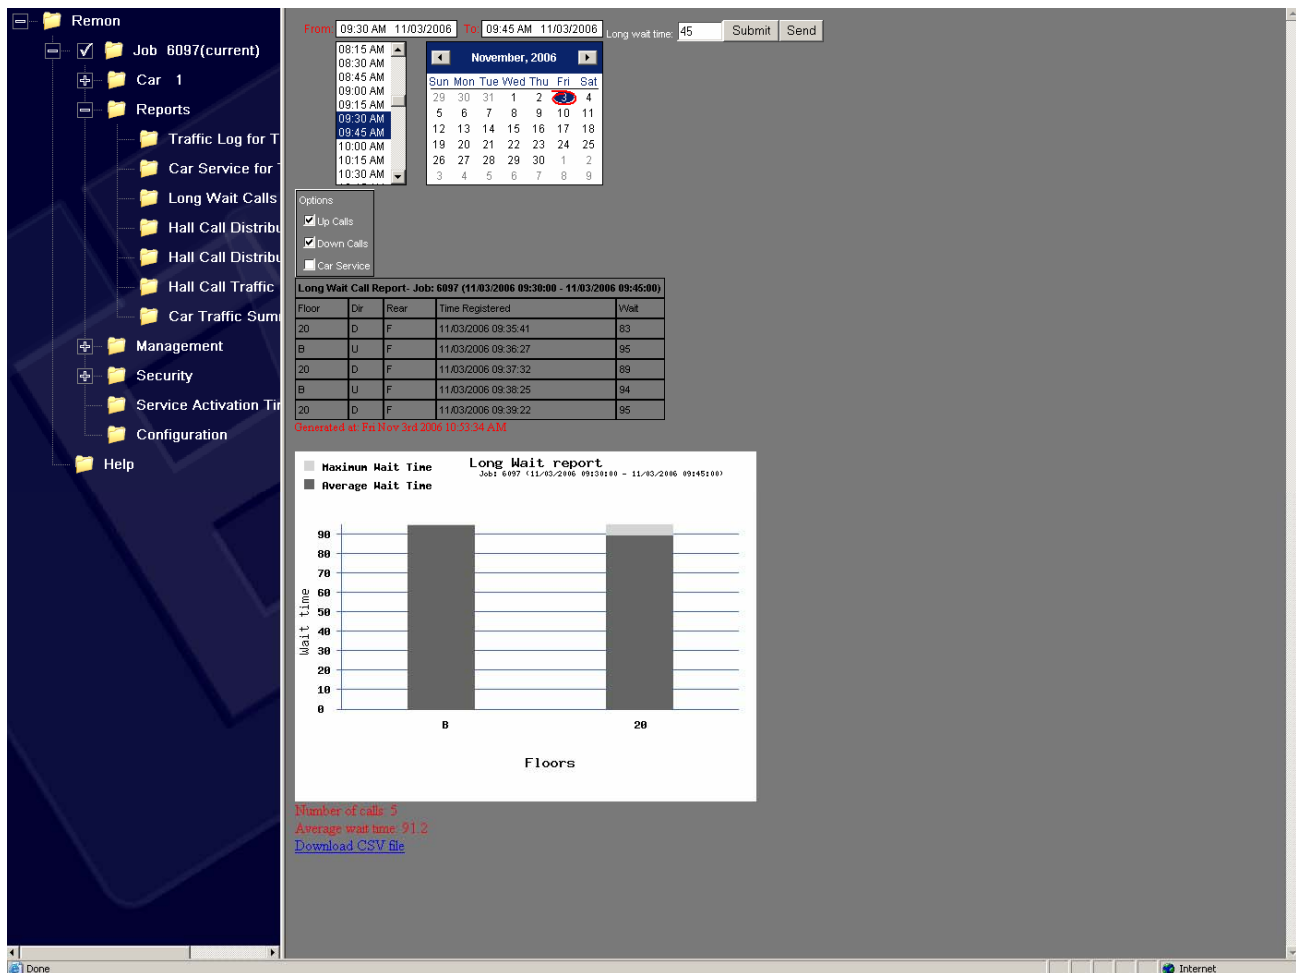 Remon
Job 6097(current)
Car 1
Reports
Traffic Log for T
Car Service for
Long Wait Calls
Hall Call Distribu
Hall Call Distribu
Hall Call Traffic
Car Traffic Sum
Management
Security
Service Activation Tir
Configuration
Help
From: 09:30 AM 11/03/2006 To: 09:45 AM 11/03/2006 Long wait time: 45 Submit Send
08:15 AM
08:30 AM
08:45 AM
09:00 AM
09:15 AM
09:30 AM
09:45 AM
10:00 AM
10:15 AM
10:30 AM
November, 2006
Sun Mon Tue Wed Thu Fri Sat
29 30 31 1 2 3 4
5 6 7 8 9 10 11
12 13 14 15 16 17 18
19 20 21 22 23 24 25
26 27 28 29 30 1 2
3 4 5 6 7 8 9
Options
Up Calls
Down Calls
Car Service
Long Wait Call Report- Job: 6097 (11/03/2006 09:30:00 - 11/03/2006 09:45:00)
Floor Dir Rear Time Registered Wait
20 D F 11/03/2006 09:35:41 83
B U F 11/03/2006 09:36:27 95
20 D F 11/03/2006 09:37:32 89
B U F 11/03/2006 09:38:25 94
20 D F 11/03/2006 09:39:22 95
Generated at: Fri Nov 3rd 2006 10:53:34 AM
Long Wait report
Job: 6097 (11/03/2006 09:30:00 - 11/03/2006 09:45:00)
Maximum Wait Time
Average Wait Time
90
80
70
60
50
40
30
20
10
0
Wait time
B 20
Floors
Number of calls: 5
Average wait time: 91.2
Download CSV file
Done Internet